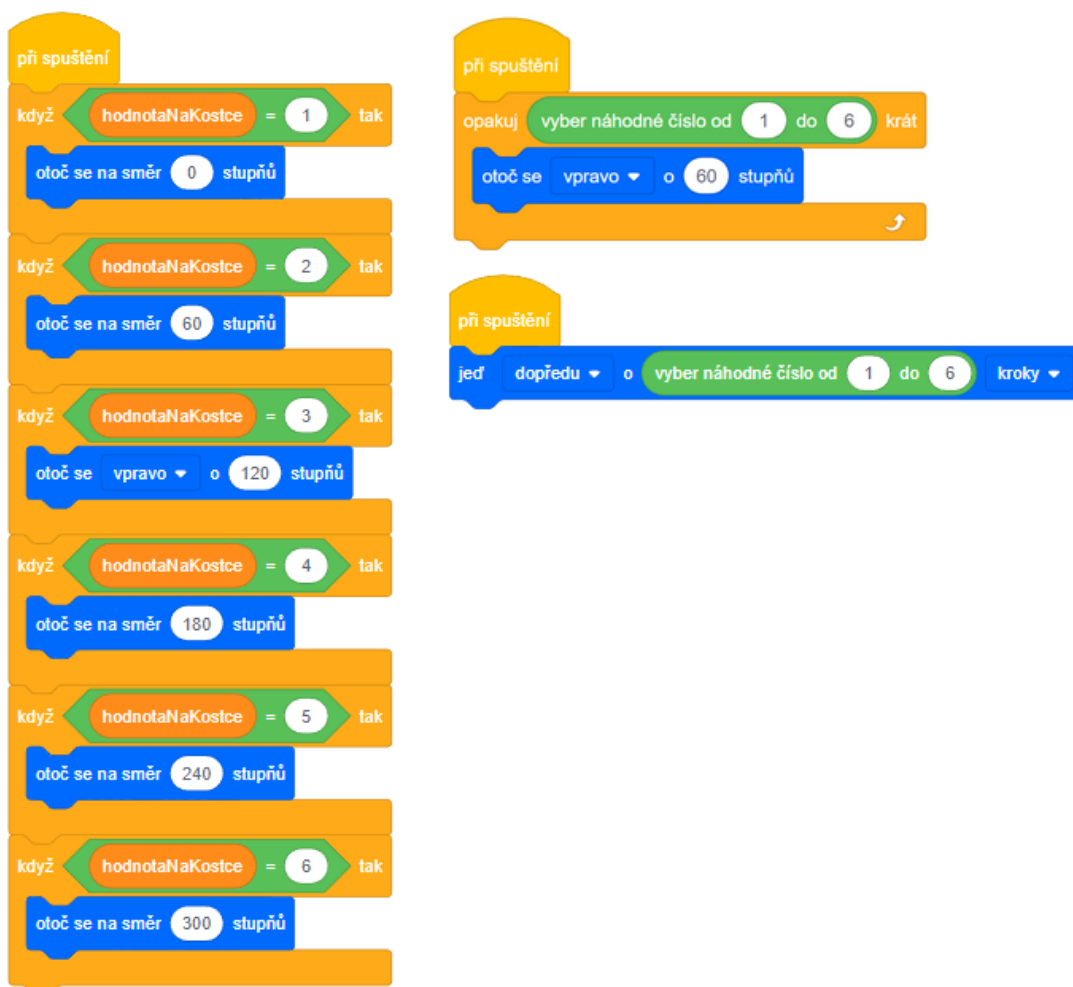 při spuštění
když hodnotaNaKostce = 1 tak
otoč se na směr 0 stupňů
když hodnotaNaKostce = 2 tak
otoč se na směr 60 stupňů
když hodnotaNaKostce = 3 tak
otoč se vpravo o 120 stupňů
když hodnotaNaKostce = 4 tak
otoč se na směr 180 stupňů
když hodnotaNaKostce = 5 tak
otoč se na směr 240 stupňů
když hodnotaNaKostce = 6 tak
otoč se na směr 300 stupňů
při spuštění
opakuj vyber náhodné číslo od 1 do 6 krát
otoč se vpravo o 60 stupňů
při spuštění
jeď dopředu o vyber náhodné číslo od 1 do 6 kroky